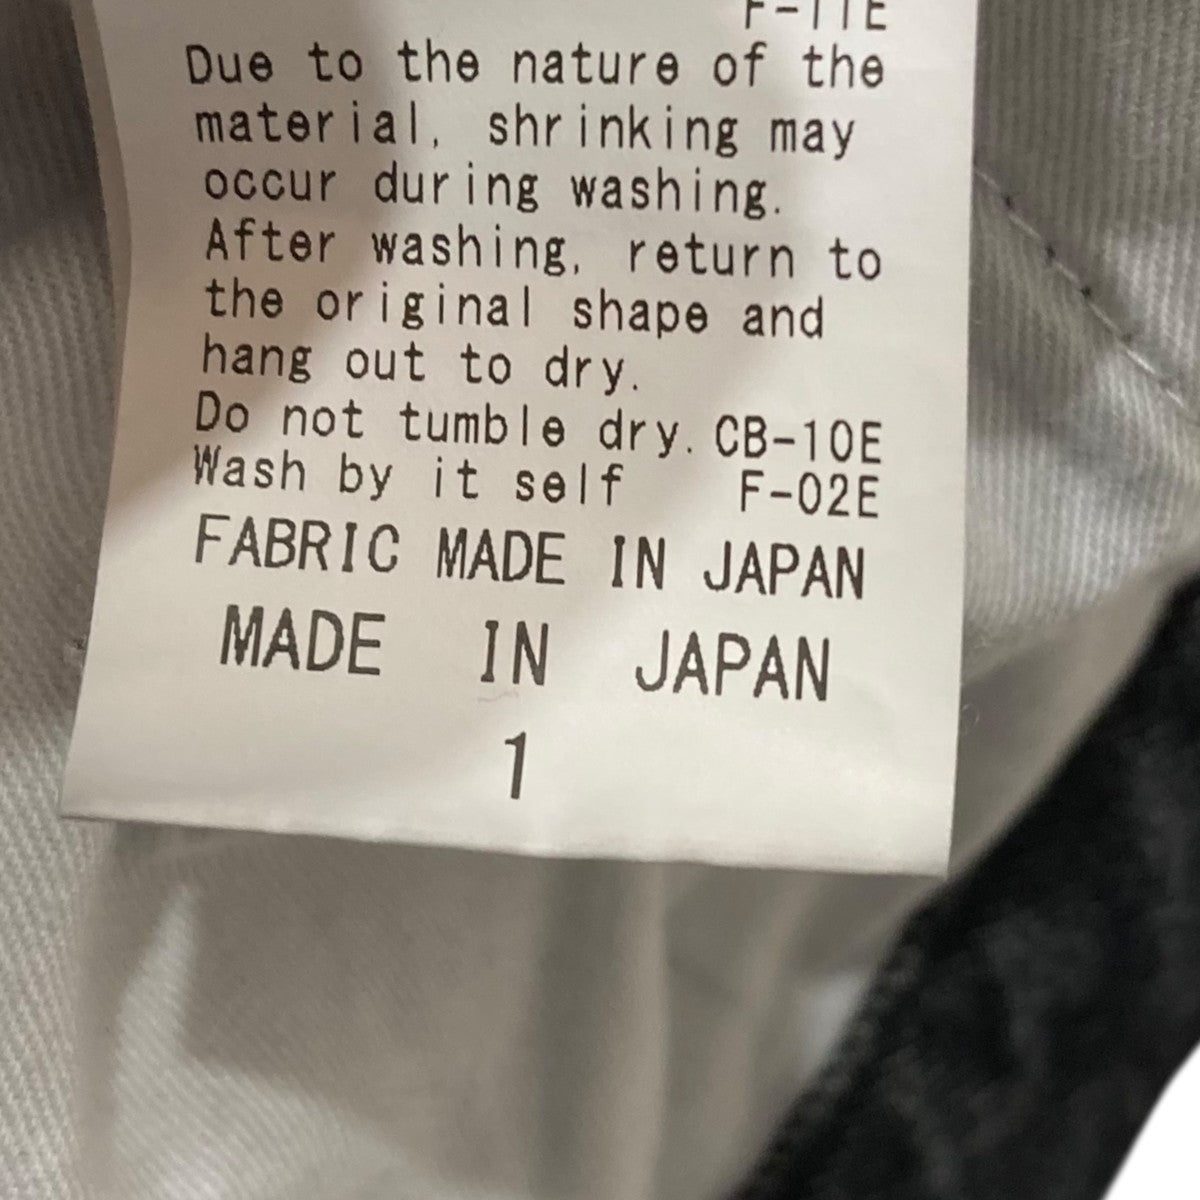 F-11E
Due to the nature of the
material, shrinking may
occur during washing.
After washing, return to
the original shape and
hang out to dry.
Do not tumble dry. CB-10E
Wash by it self F-02E
FABRIC MADE IN JAPAN
MADE IN JAPAN
1